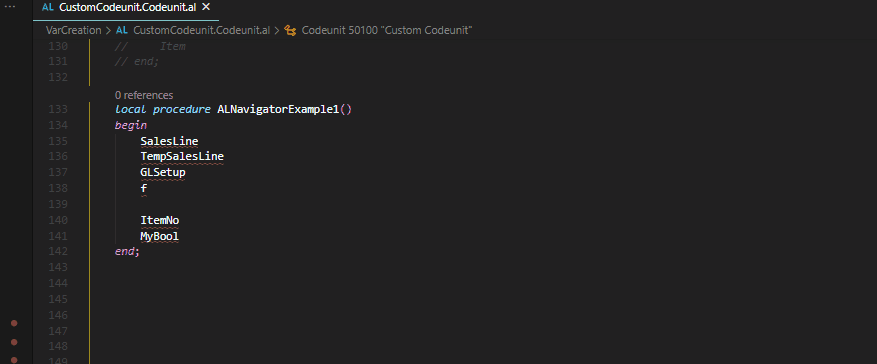 AL CustomCodeunit.Codeunit.al ×
VarCreation > AL CustomCodeunit.Codeunit.al > Codeunit 50100 "Custom Codeunit"
130 // Item
131 // end;
132
0 references
133 local procedure ALNavigatorExample1()
134 begin
135 SalesLine
136 TempSalesLine
137 GLSetup
138 f
139
140 ItemNo
141 MyBool
142 end;
143
144
145
146
147
148
149